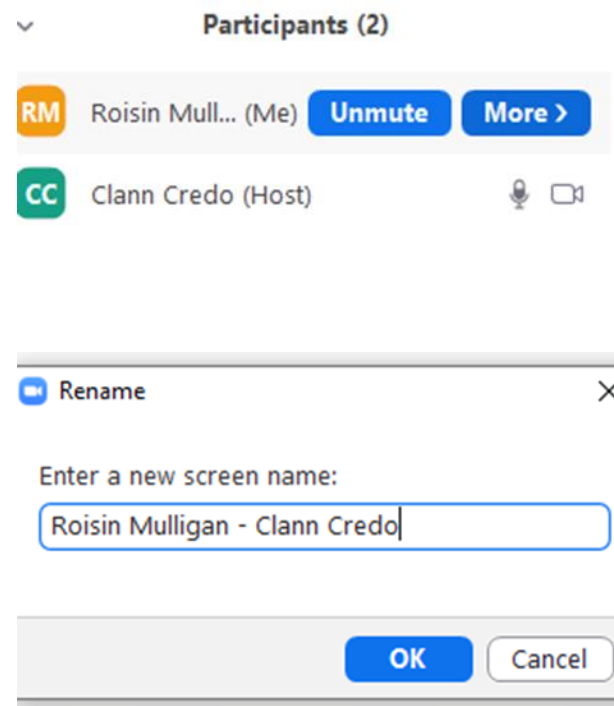 Participants (2)
RM Roisin Mull... (Me) Unmute More >
CC Clann Credo (Host)
Rename
Enter a new screen name:
Roisin Mulligan - Clann Credo
OK Cancel